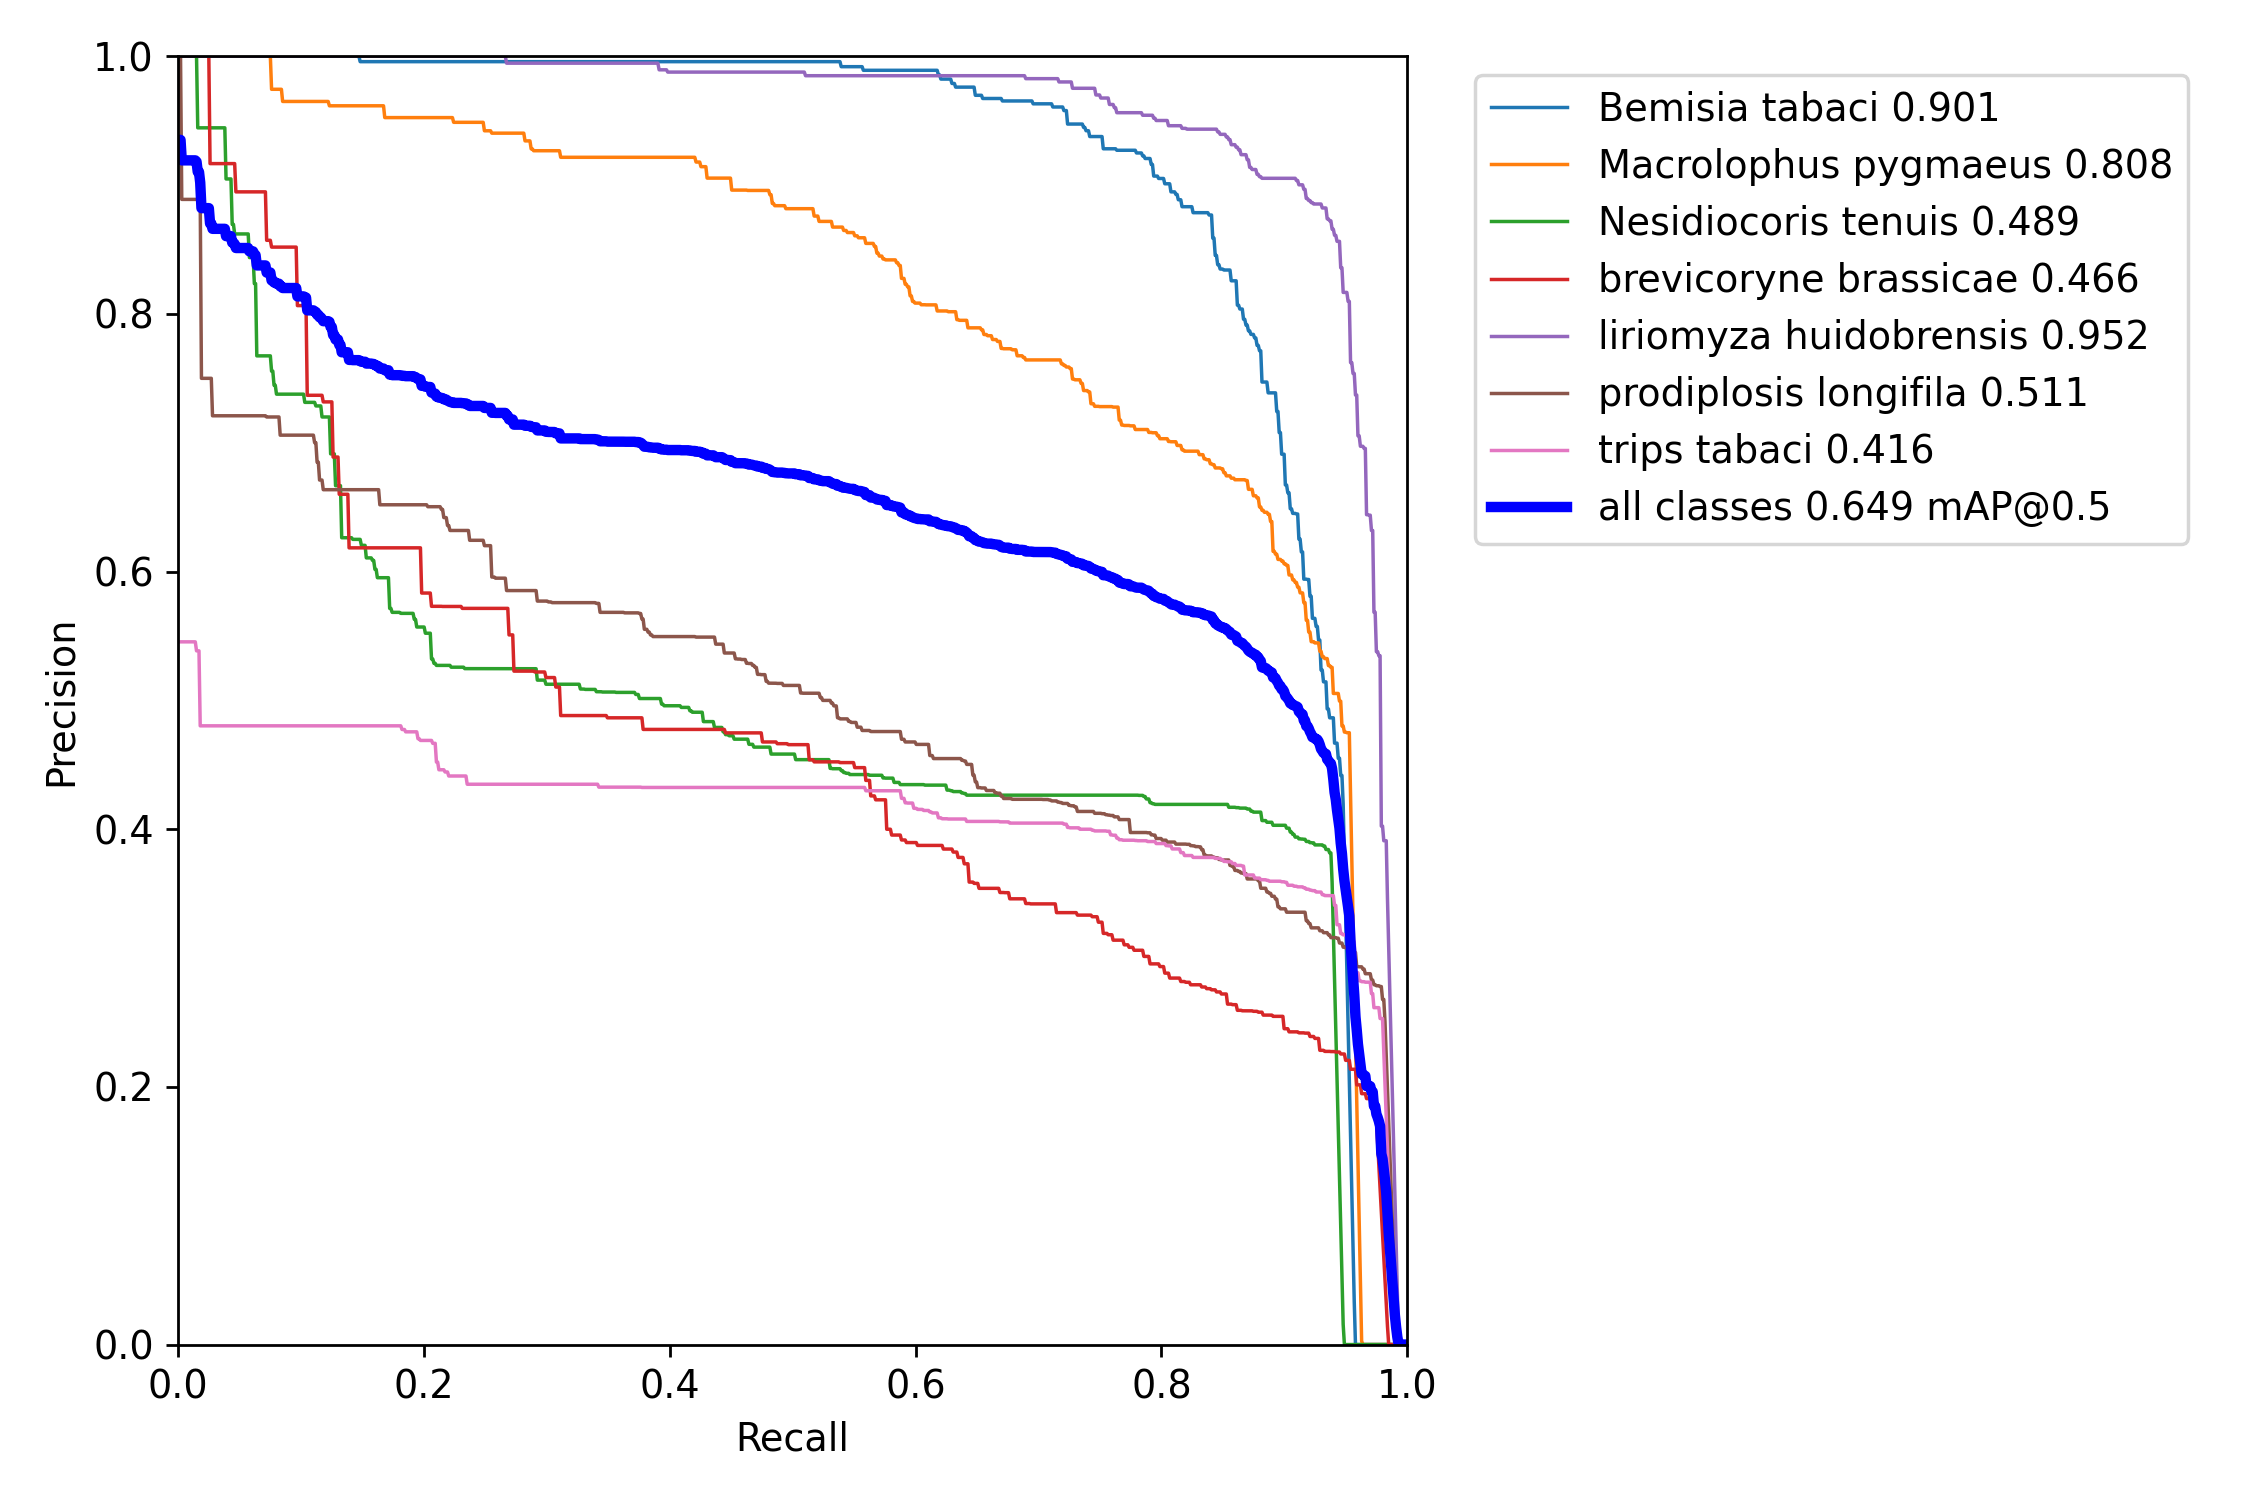 1.0
0.8
0.6
0.4
0.2
0.0
Precision
0.0 0.2 0.4 0.6 0.8 1.0
Recall
Bemisia tabaci 0.901
Macrolophus pygmaeus 0.808
Nesidiocoris tenuis 0.489
brevicoryne brassicae 0.466
liriomyza huidobrensis 0.952
prodiplosis longifila 0.511
trips tabaci 0.416
all classes 0.649 mAP@0.5